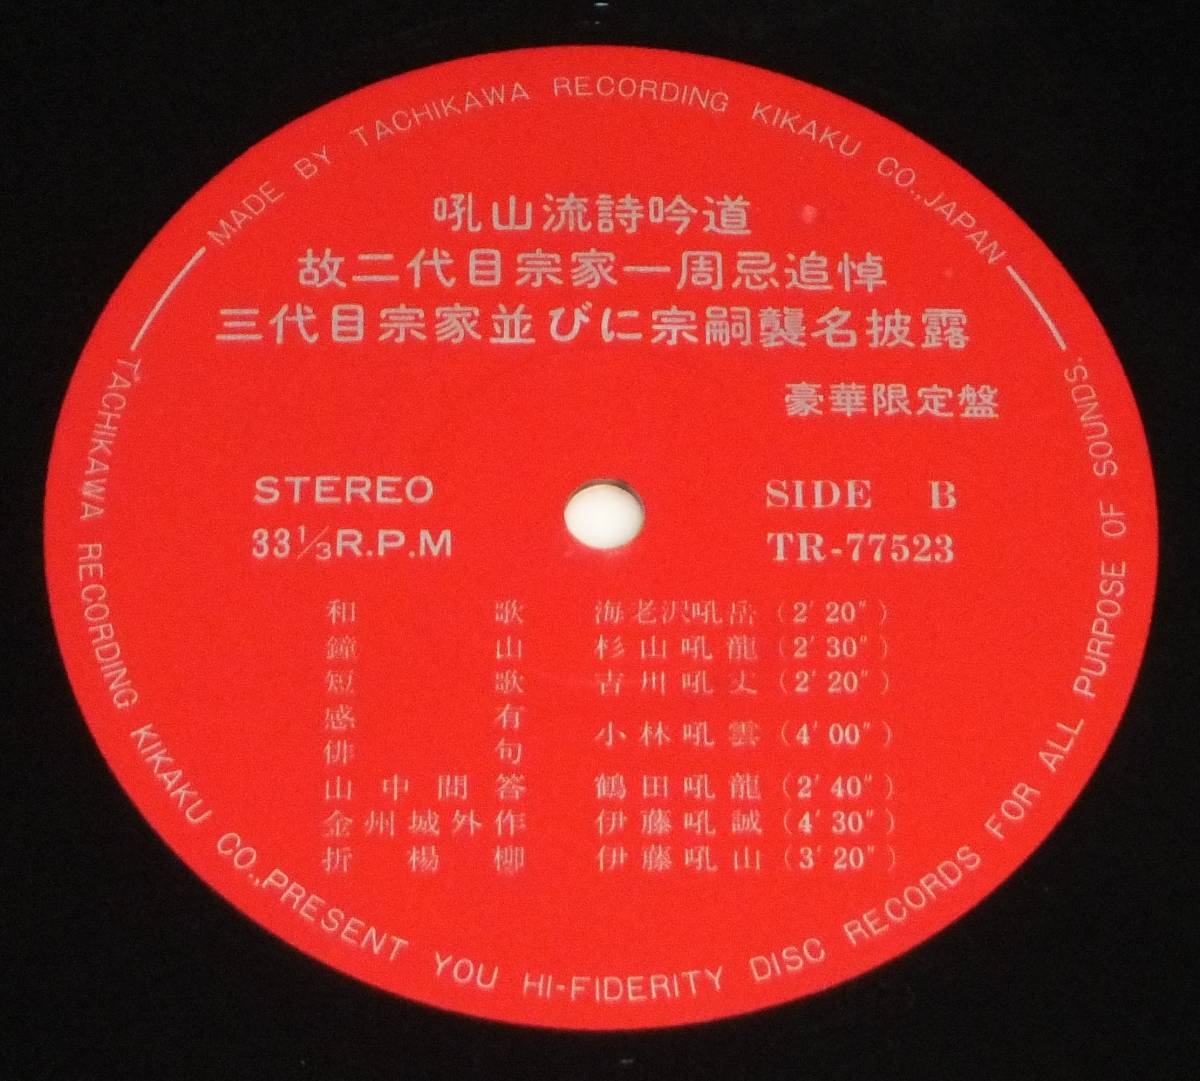 MADE BY TACHIKAWA RECORDING KIKAKU CO., JAPAN
吼山流詩吟道
故二代目宗家一周忌追悼
三代目宗家並びに宗嗣襲名披露
豪華限定盤
STEREO
33 1/3 R.P.M
SIDE B
TR-77523
和歌 海老沢吼岳 (2′20″)
鐘山 杉山吼龍 (2′30″)
短歌 吉川吼丈 (2′20″)
感有
俳句 小林吼雲 (4′00″)
山中問答 鶴田吼龍 (2′40″)
金州城外作 伊藤吼誠 (4′30″)
折楊柳 伊藤吼山 (3′20″)
TACHIKAWA RECORDING KIKAKU CO., PRESENT YOU HI-FIDERITY DISC RECORDS FOR ALL PURPOSE OF SOUNDS.